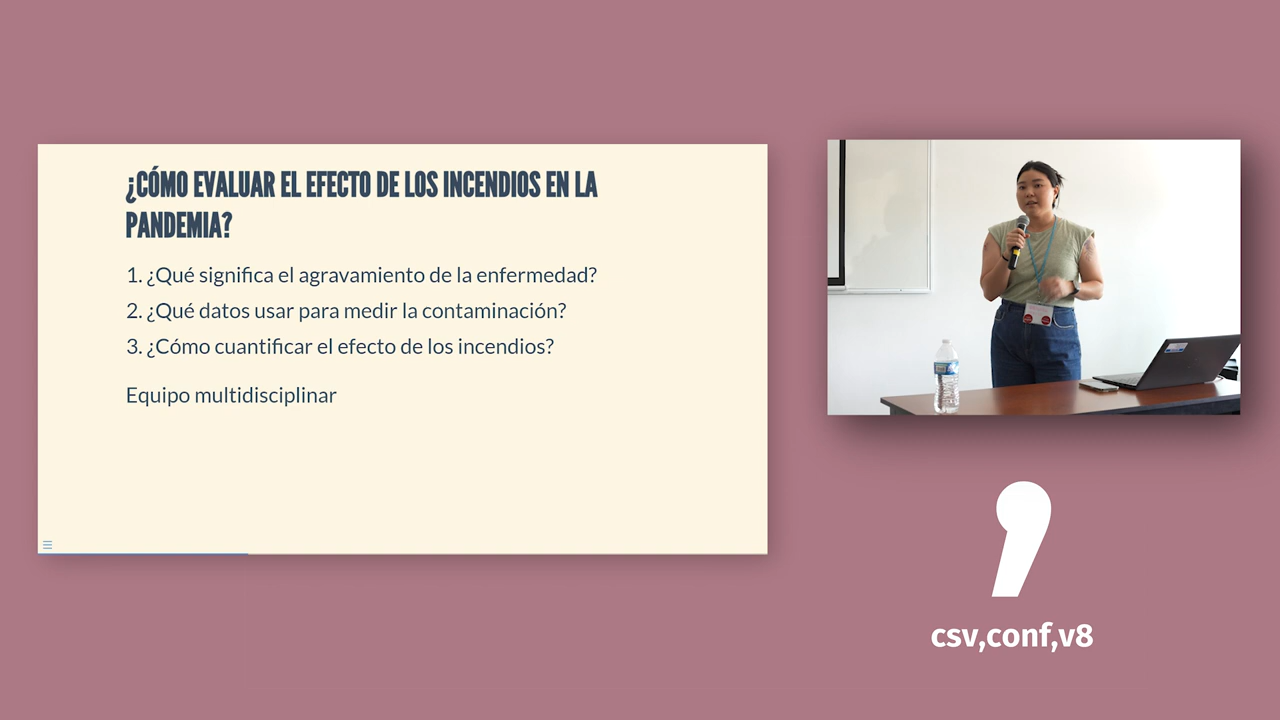 ¿CÓMO EVALUAR EL EFECTO DE LOS INCENDIOS EN LA
PANDEMIA?
1. ¿Qué significa el agravamiento de la enfermedad?
2. ¿Qué datos usar para medir la contaminación?
3. ¿Cómo cuantificar el efecto de los incendios?
Equipo multidisciplinar
csv,conf,v8